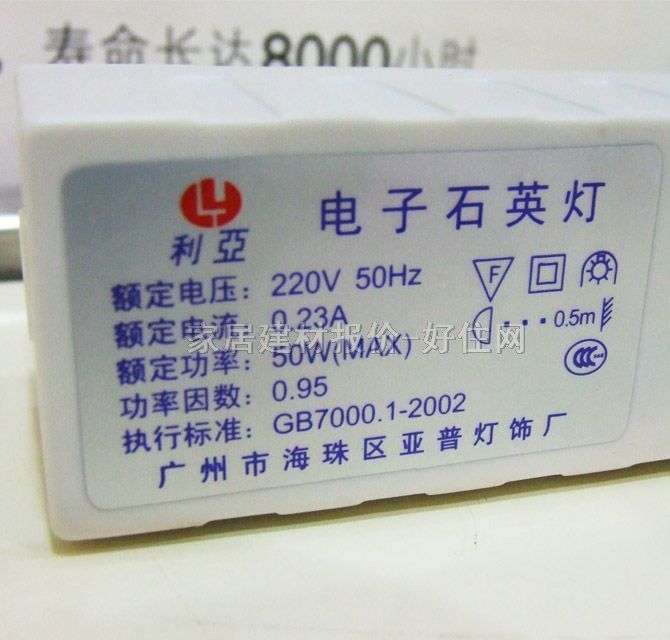 寿命长达8000小时
LY
利亞
电子石英灯
额定电压：220V 50Hz
额定电流：0.23A
额定功率：50W(MAX)
功率因数：0.95
执行标准：GB7000.1-2002
广州市海珠区亚普灯饰厂
F
0.5m
CCC
家居建材报价-好住网